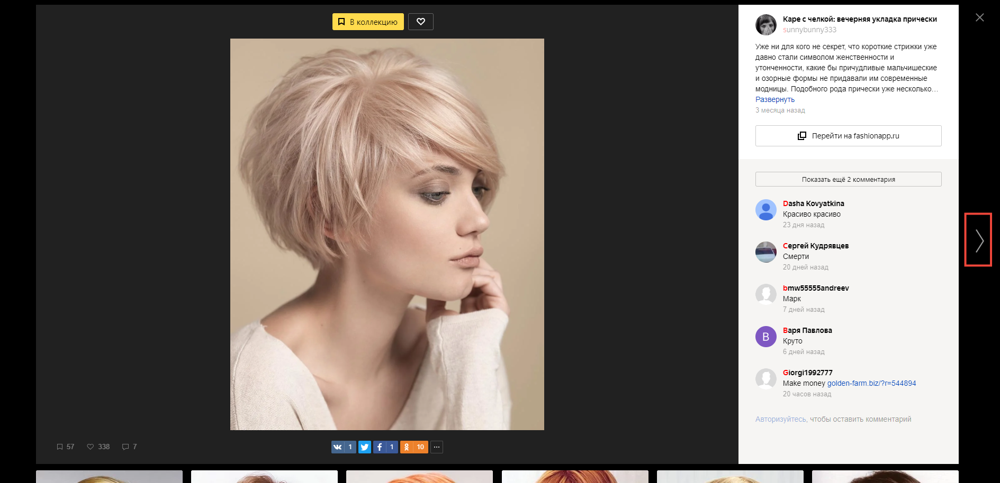 В коллекцию
Каре с челкой: вечерняя укладка прически
sunnybunny333
Уже ни для кого не секрет, что короткие стрижки уже
давно стали символом женственности и
утонченности, какие бы причудливые мальчишеские
и озорные формы не придавали им современные
модницы. Подобного рода прически уже несколько...
Развернуть
3 месяца назад
Перейти на fashionapp.ru
Показать ещё 2 комментария
Dasha Kovyatkina
Красиво красиво
23 дня назад
Сергей Кудрявцев
Смерти
20 дней назад
bmw55555andreev
Марк
7 дней назад
В
Варя Павлова
Круто
6 дней назад
Giorgi1992777
Make money golden-farm.biz/?r=544894
20 часов назад
Авторизуйтесь, чтобы оставить комментарий
57 338 7
1 1 10 ...